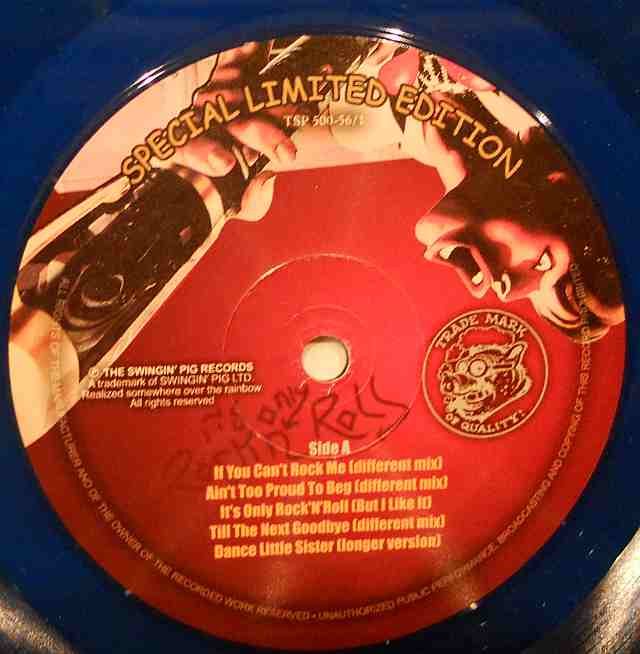 SPECIAL LIMITED EDITION
TSP 500-56/1
TRADE MARK
OF QUALITY!
℗ THE SWINGIN' PIG RECORDS
A trademark of SWINGIN' PIG LTD.
Realized somewhere over the rainbow
All rights reserved
it's only
Rock n Roll
Side A
If You Can't Rock Me (different mix)
Ain't Too Proud To Beg (different mix)
It's Only Rock'N'Roll (But I Like It)
Till The Next Goodbye (different mix)
Dance Little Sister (longer version)
MANUFACTURER AND OF THE OWNER OF THE RECORDED WORK RESERVED • UNAUTHORIZED PUBLIC PERFORMANCE, BROADCASTING AND COPYING OF THIS RECORD